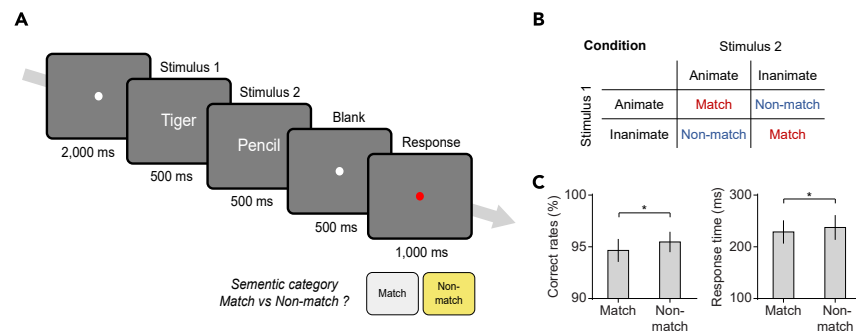 A
Stimulus 1
Stimulus 2
Blank
Response
Tiger
Pencil
2,000 ms
500 ms
500 ms
500 ms
1,000 ms
Sementic category
Match vs Non-match ?
Match
Non-
match
B
Condition
Stimulus 2
Animate Inanimate
Stimulus 1
Animate Match Non-match
Inanimate Non-match Match
C
Correct rates (%)
100
95
90
*
Match Non-
match
Response time (ms)
300
200
100
*
Match Non-
match